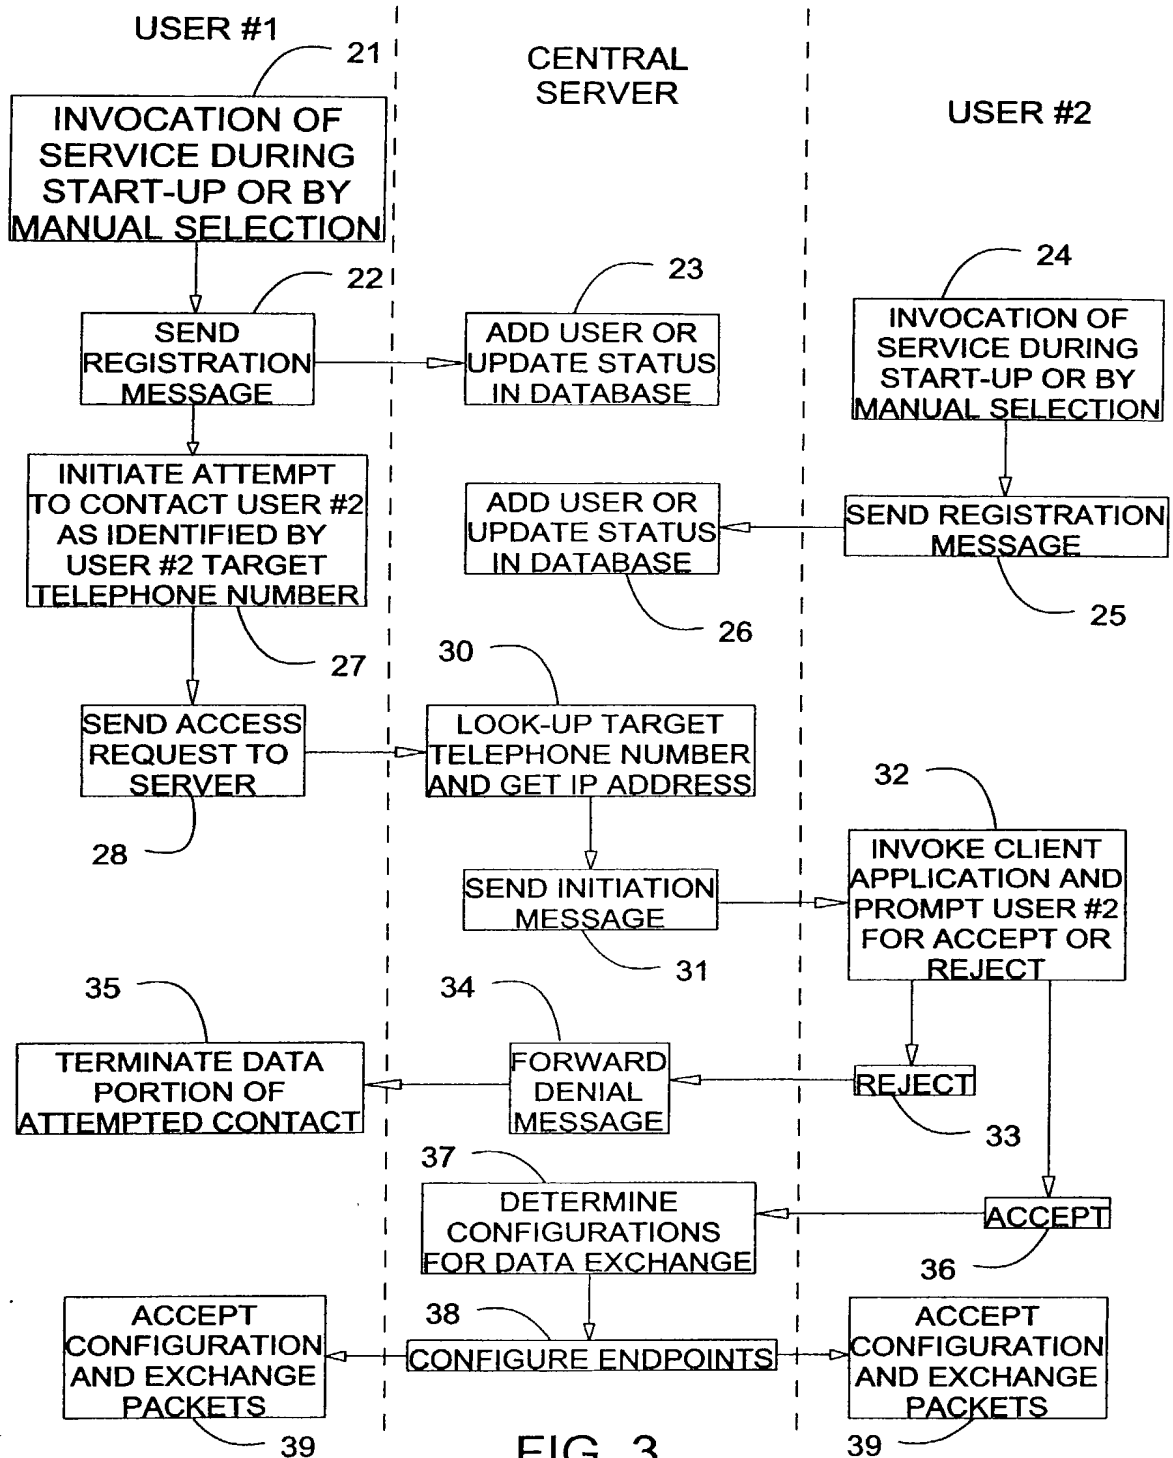 USER #1
CENTRAL
SERVER
USER #2
21
INVOCATION OF
SERVICE DURING
START-UP OR BY
MANUAL SELECTION
22
SEND
REGISTRATION
MESSAGE
23
ADD USER OR
UPDATE STATUS
IN DATABASE
24
INVOCATION OF
SERVICE DURING
START-UP OR BY
MANUAL SELECTION
INITIATE ATTEMPT
TO CONTACT USER #2
AS IDENTIFIED BY
USER #2 TARGET
TELEPHONE NUMBER
27
ADD USER OR
UPDATE STATUS
IN DATABASE
26
SEND REGISTRATION
MESSAGE
25
SEND ACCESS
REQUEST TO
SERVER
28
30
LOOK-UP TARGET
TELEPHONE NUMBER
AND GET IP ADDRESS
SEND INITIATION
MESSAGE
31
32
INVOKE CLIENT
APPLICATION AND
PROMPT USER #2
FOR ACCEPT OR
REJECT
35
TERMINATE DATA
PORTION OF
ATTEMPTED CONTACT
34
FORWARD
DENIAL
MESSAGE
REJECT
33
37
DETERMINE
CONFIGURATIONS
FOR DATA EXCHANGE
ACCEPT
36
38
CONFIGURE ENDPOINTS
ACCEPT
CONFIGURATION
AND EXCHANGE
PACKETS
39
ACCEPT
CONFIGURATION
AND EXCHANGE
PACKETS
39
FIG. 3